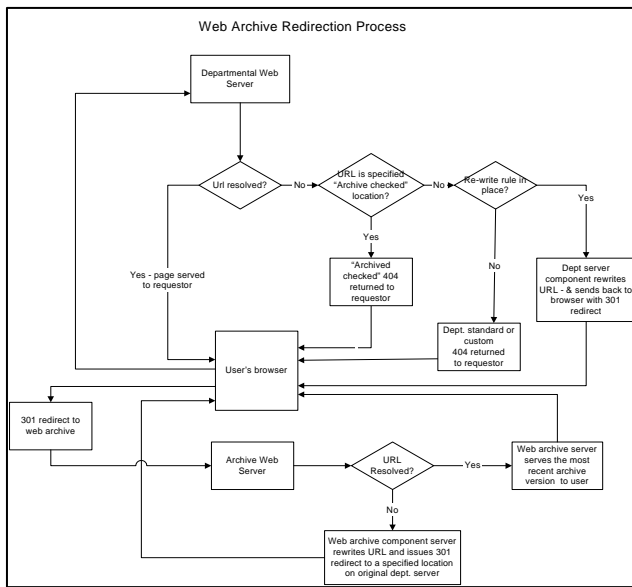 Web Archive Redirection Process
Departmental Web
Server
Url resolved?
No
URL is specified
“Archive checked”
location?
No
Re-write rule in
place?
Yes
Yes
No
Yes - page served
to requestor
“Archived
checked” 404
returned to
requestor
Dept server
component rewrites
URL - & sends back to
browser with 301
redirect
Dept. standard or
custom
404 returned
to requestor
User’s browser
301 redirect to
web archive
Archive Web
Server
URL
Resolved?
Yes
Web archive server
serves the most
recent archive
version to user
No
Web archive component server
rewrites URL and issues 301
redirect to a specified location
on original dept. server